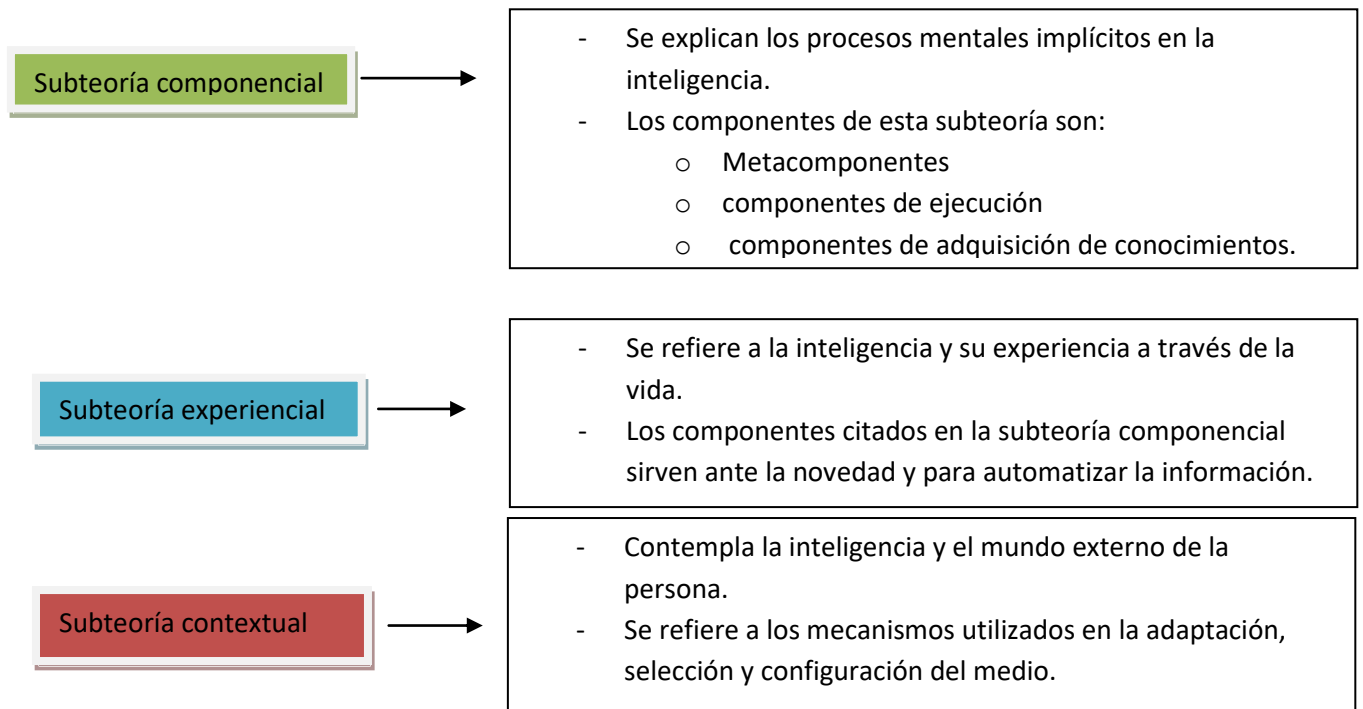 Subteoría componencial
- Se explican los procesos mentales implícitos en la
inteligencia.
- Los componentes de esta subteoría son:
o Metacomponentes
o componentes de ejecución
o componentes de adquisición de conocimientos.
Subteoría experiencial
- Se refiere a la inteligencia y su experiencia a través de la
vida.
- Los componentes citados en la subteoría componencial
sirven ante la novedad y para automatizar la información.
Subteoría contextual
- Contempla la inteligencia y el mundo externo de la
persona.
- Se refiere a los mecanismos utilizados en la adaptación,
selección y configuración del medio.